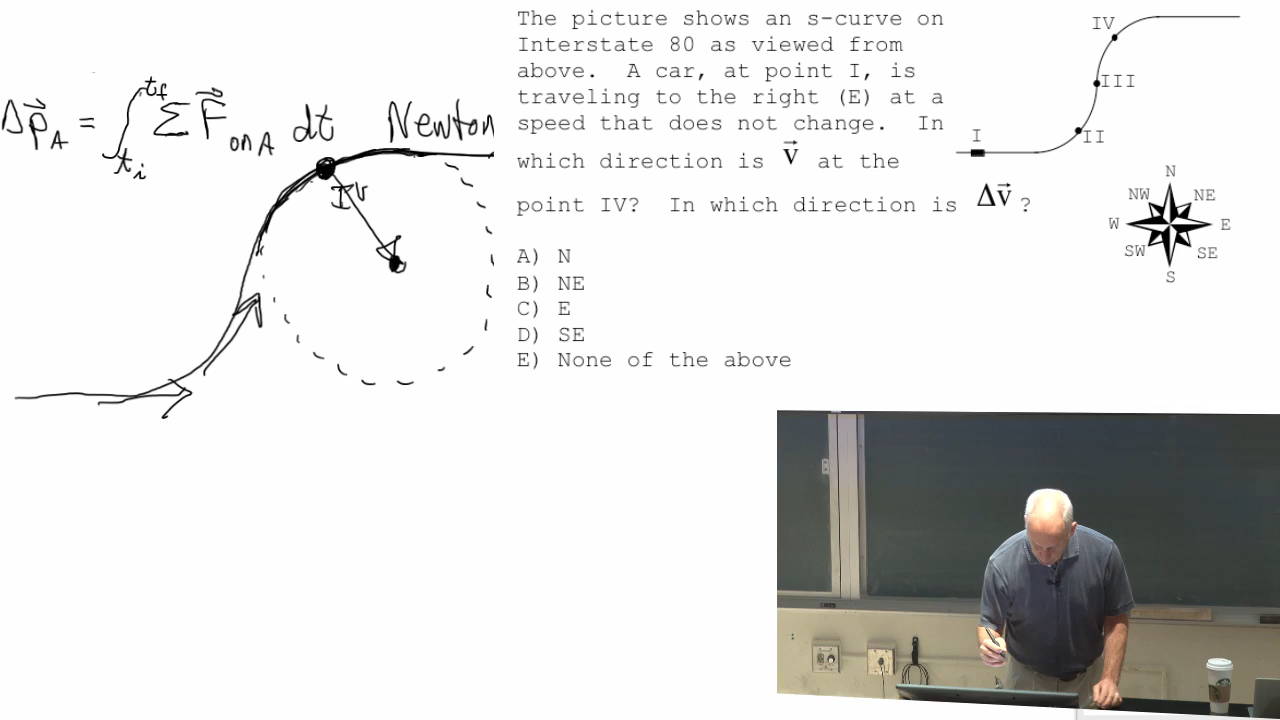 Δp⃗_A = ∫_{t_i}^{t_f} Σ F⃗_{on A} dt Newton
IV
The picture shows an s-curve on
Interstate 80 as viewed from
above. A car, at point I, is
traveling to the right (E) at a
speed that does not change. In
which direction is v⃗ at the
point IV? In which direction is Δv⃗?
A) N
B) NE
C) E
D) SE
E) None of the above
IV
III
II
I
N
NW NE
W E
SW SE
S